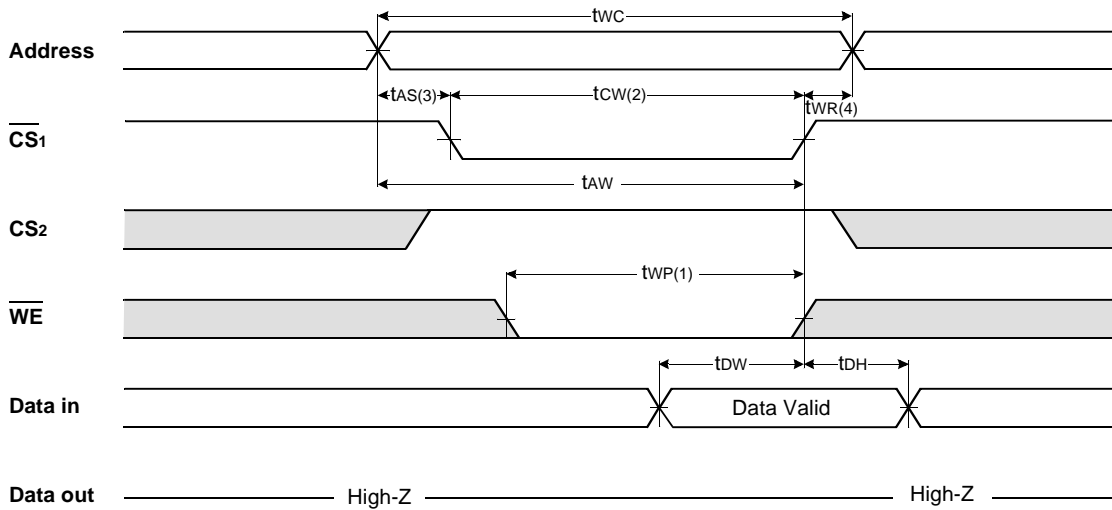 tWC
Address
tAS(3) tCW(2) tWR(4)
CS1
tAW
CS2
tWP(1)
WE
tDW tDH
Data in Data Valid
Data out High-Z High-Z